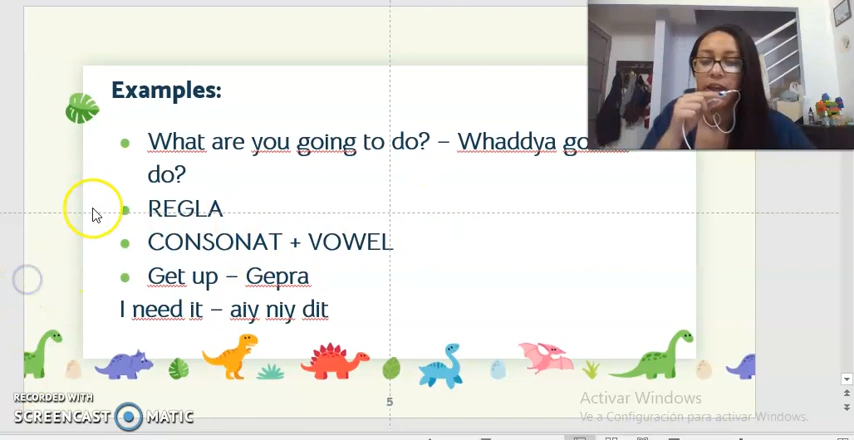 Examples:
What are you going to do? – Whaddya
do?
REGLA
CONSONAT + VOWEL
Get up – Gepra
I need it – aiy niy dit
5
RECORDED WITH
SCREENCAST MATIC
Activar Windows
Ve a Configuración para activar Windows.